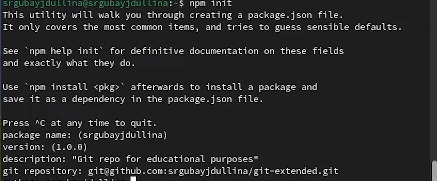 srgubayjdullina@srgubayjdullina:~$ npm init
This utility will walk you through creating a package.json file.
It only covers the most common items, and tries to guess sensible defaults.
See `npm help init` for definitive documentation on these fields
and exactly what they do.
Use `npm install <pkg>` afterwards to install a package and
save it as a dependency in the package.json file.
Press ^C at any time to quit.
package name: (srgubayjdullina)
version: (1.0.0)
description: "Git repo for educational purposes"
git repository: git@github.com:srgubayjdullina/git-extended.git